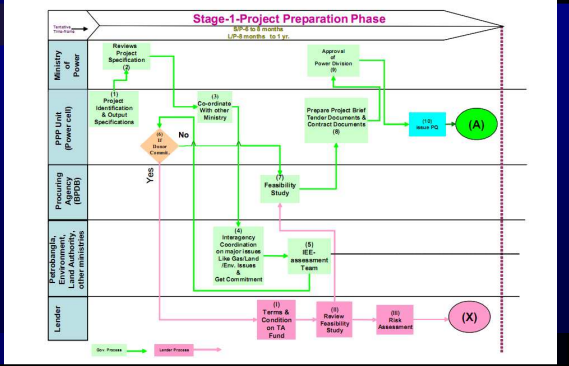 Stage-1-Project Preparation Phase
Tentative
Time-frame
S/P-6 to 8 months
L/P-8 months to 1 yr.
Ministry
of
Power
Reviews
Project
Specification
(2)
Approval
of
Power Division
(9)
PPP Unit
(Power cell)
(1)
Project
Identification
& Output
Specifications
(3)
Co-ordinate
With other
Ministry
(6)
If
Donor
Commit.
No
Yes
Prepare Project Brief
Tender Documents &
Contract Documents
(8)
(10)
Issue PQ
(A)
Procuring
Agency
(BPDB)
(7)
Feasibility
Study
Petrobangla,
Environment,
Land Authority,
other ministries
(4)
Interagency
Coordination
on major issues
Like Gas/Land
/Env. Issues
&
Get Commitment
(5)
IEE-
assessment
Team
Lender
(I)
Terms &
Condition
on TA
Fund
(II)
Review
Feasibility
Study
(III)
Risk
Assessment
(X)
Gov. Process
Lender Process